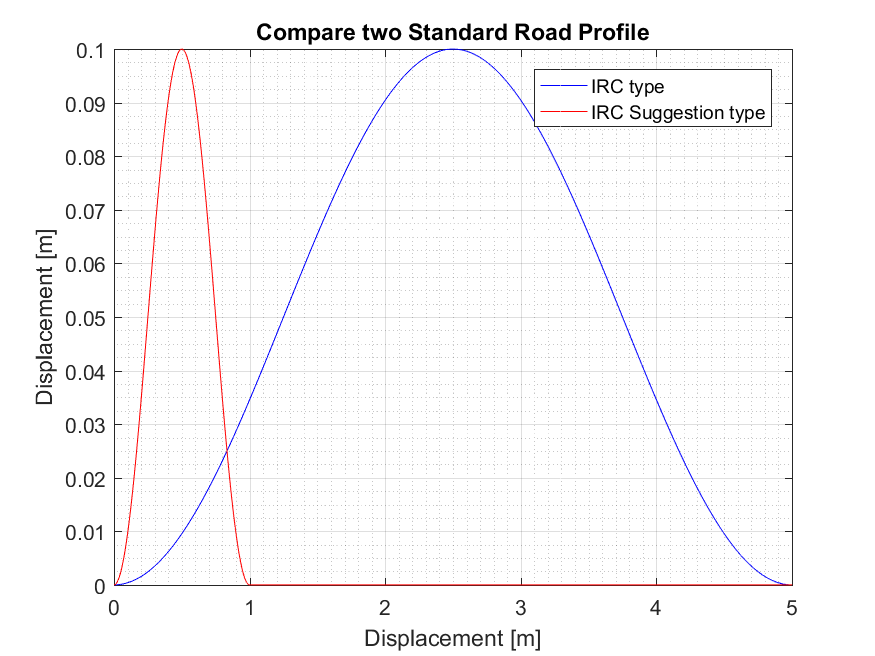 Compare two Standard Road Profile
0.1
0.09
0.08
0.07
0.06
0.05
0.04
0.03
0.02
0.01
0
Displacement [m]
IRC type
IRC Suggestion type
0 1 2 3 4 5
Displacement [m]